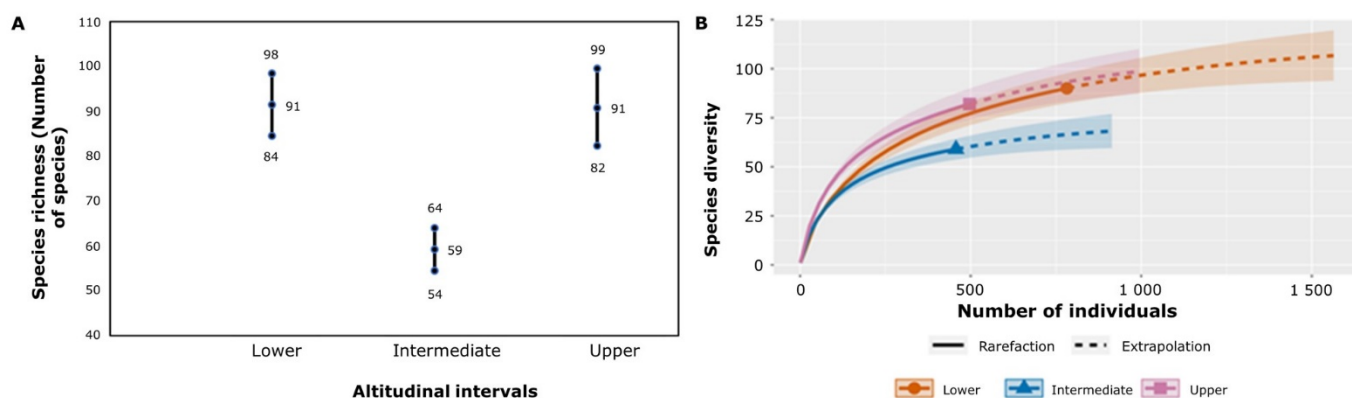 A
Species richness (Number
of species)
110
100
90
80
70
60
50
40
98
91
84
64
59
54
99
91
82
Lower
Intermediate
Upper
Altitudinal intervals
B
Species diversity
125
100
75
50
25
0
0
500
1 000
1 500
Number of individuals
Rarefaction
Extrapolation
Lower
Intermediate
Upper